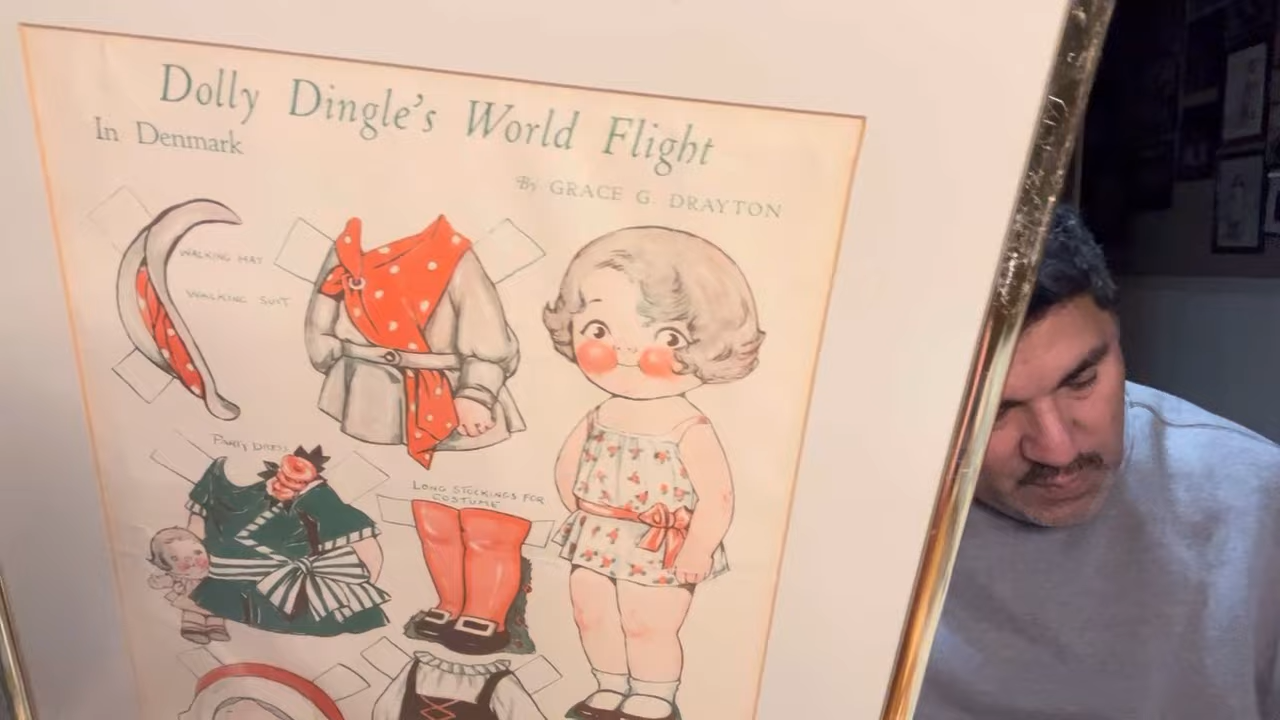 Dolly Dingle's World Flight
In Denmark
By GRACE G. DRAYTON
WALKING HAT
WALKING SUIT
PARTY DRESS
LONG STOCKINGS FOR
COSTUME